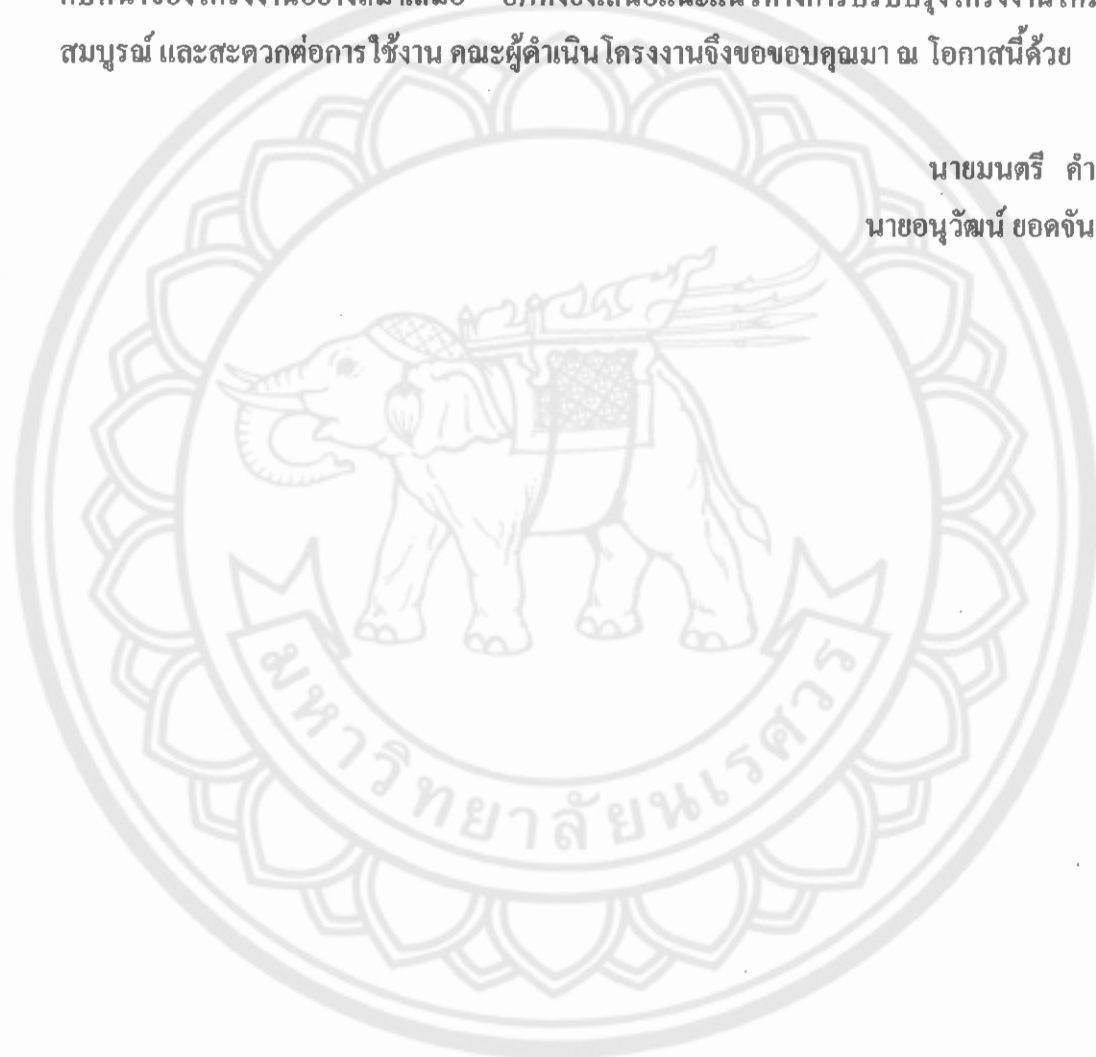 สมบูรณ์ และสะดวกต่อการใช้งาน คณะผู้ดำเนินโครงงานจึงขอขอบคุณมา ณ โอกาสนี้ด้วย
นายมนตรี คำ
นายอนุวัฒน์ ยอดจัน
มหาวิทยาลัยนเรศวร